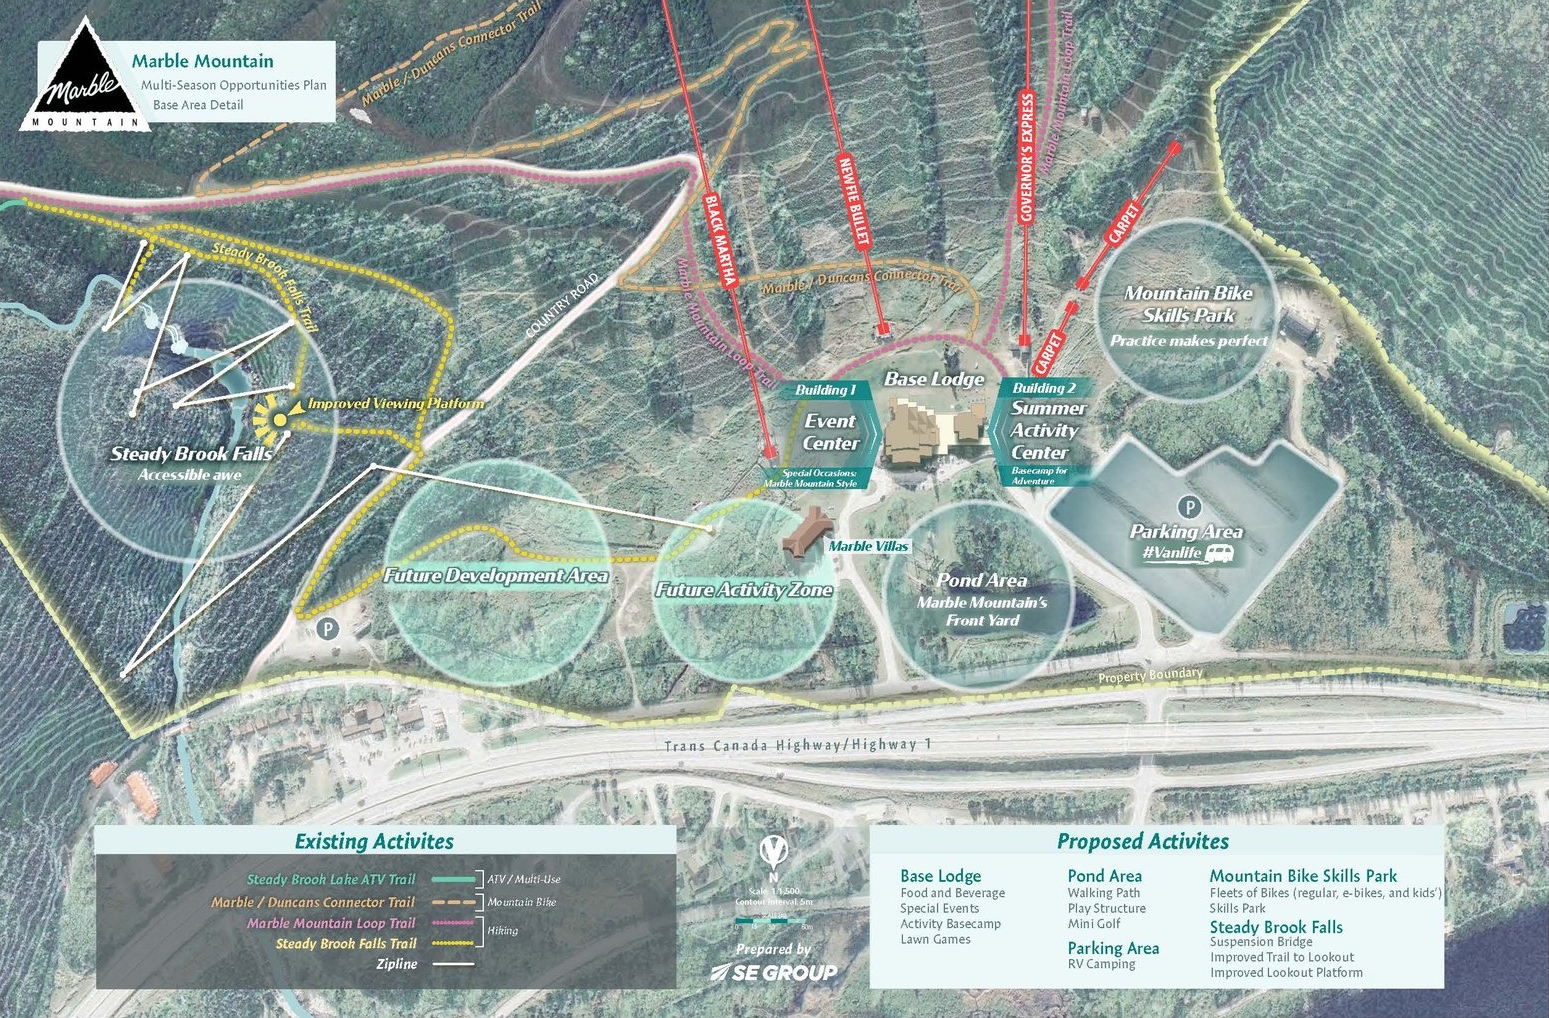 Marble
MOUNTAIN
Marble Mountain
Multi-Season Opportunities Plan
Base Area Detail
Marble / Duncans Connector Trail
Marble / Duncans Connector Trail
BLACK MARTHA
NEWFIE BULLET
GOVERNOR'S EXPRESS
Marble Mountain Loop Trail
CARPET
CARPET
Steady Brook Falls Trail
COUNTRY ROAD
Marble Mountain Loop Trail
Marble / Duncans Connector Trail
Mountain Bike
Skills Park
Practice makes perfect
Improved Viewing Platform
Steady Brook Falls
Accessible awe
Building 1
Event
Center
Special Occasions:
Marble Mountain Style
Base Lodge
Building 2
Summer
Activity
Center
Basecamp for
Adventure
P
Parking Area
#Vanlife
Marble Villas
Future Development Area
Future Activity Zone
Pond Area
Marble Mountain's
Front Yard
P
Property Boundary
Trans Canada Highway/Highway 1
Existing Activites
Steady Brook Lake ATV Trail
ATV / Multi-Use
Marble / Duncans Connector Trail
Mountain Bike
Marble Mountain Loop Trail
Hiking
Steady Brook Falls Trail
Zipline
N
Scale: 1:1,500
Contour Interval: 5m
Prepared by
SE GROUP
Proposed Activites
Base Lodge
Food and Beverage
Special Events
Activity Basecamp
Lawn Games
Pond Area
Walking Path
Play Structure
Mini Golf
Parking Area
RV Camping
Mountain Bike Skills Park
Fleets of Bikes (regular, e-bikes, and kids')
Skills Park
Steady Brook Falls
Suspension Bridge
Improved Trail to Lookout
Improved Lookout Platform